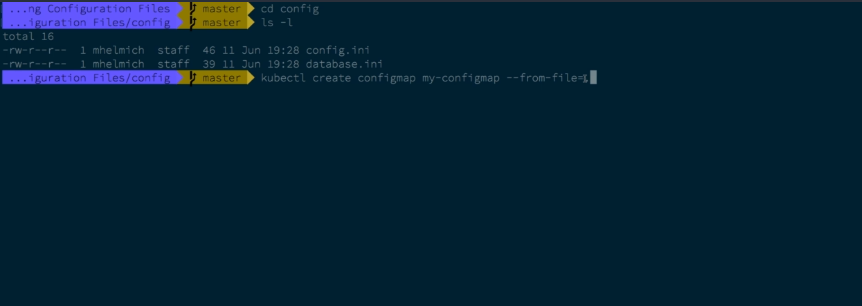 ...ng Configuration Files master cd config
...iguration Files/config master ls -l
total 16
-rw-r--r-- 1 mhelmich staff 46 11 Jun 19:28 config.ini
-rw-r--r-- 1 mhelmich staff 39 11 Jun 19:28 database.ini
...iguration Files/config master kubectl create configmap my-configmap --from-file=